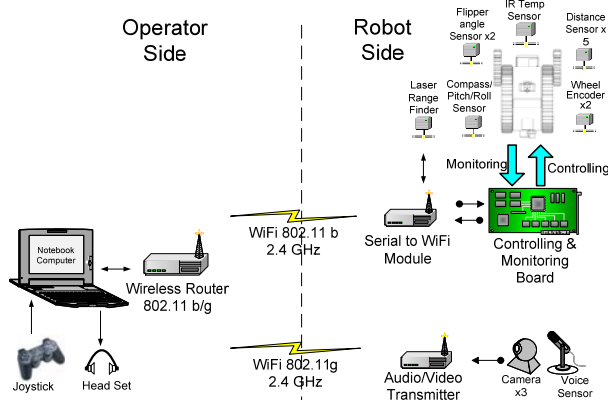 Operator
Side
Robot
Side
Flipper
angle
Sensor x2
IR Temp
Sensor
Distance
Sensor x
5
Laser
Range
Finder
Compass/
Pitch/Roll
Sensor
Wheel
Encoder
x2
Monitoring
Controlling
WiFi 802.11 b
2.4 GHz
Serial to WiFi
Module
Controlling &
Monitoring
Board
Notebook
Computer
Wireless Router
802.11 b/g
Joystick
Head Set
WiFi 802.11g
2.4 GHz
Audio/Video
Transmitter
Camera
x3
Voice
Sensor